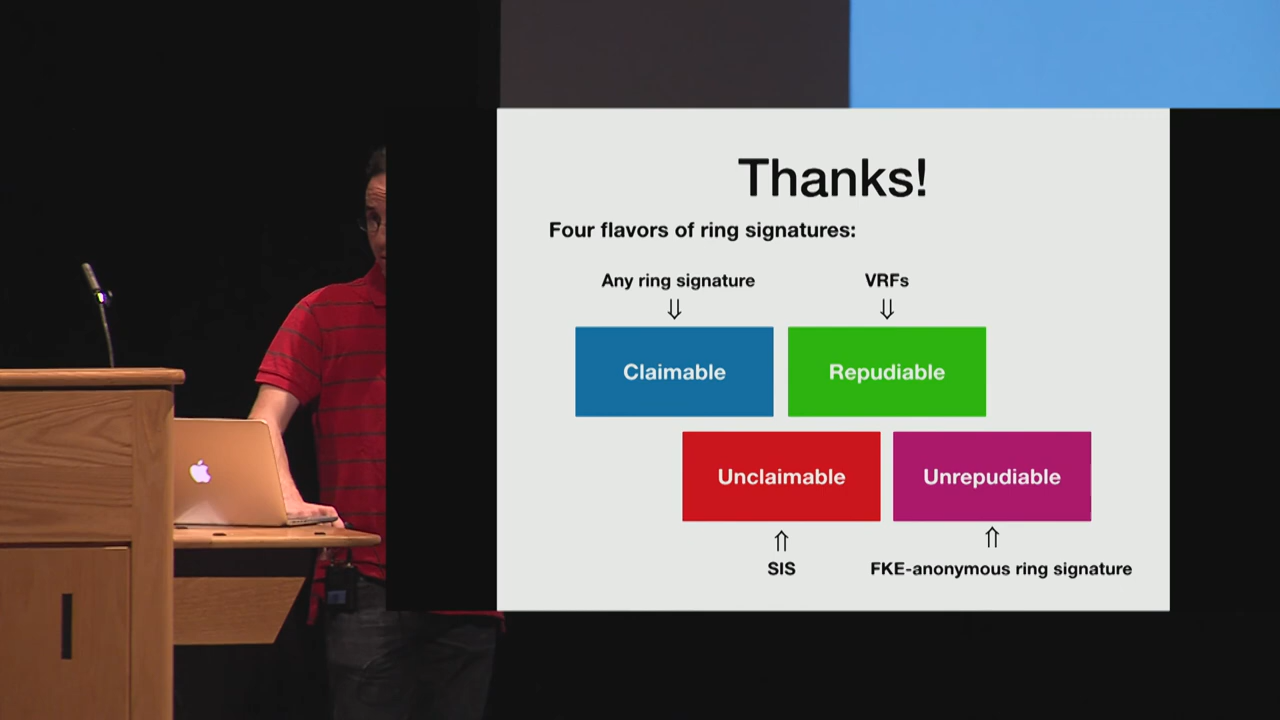 Thanks!
Four flavors of ring signatures:
Any ring signature
VRFs
⇓
⇓
Claimable
Repudiable
Unclaimable
Unrepudiable
⇑
⇑
SIS
FKE-anonymous ring signature